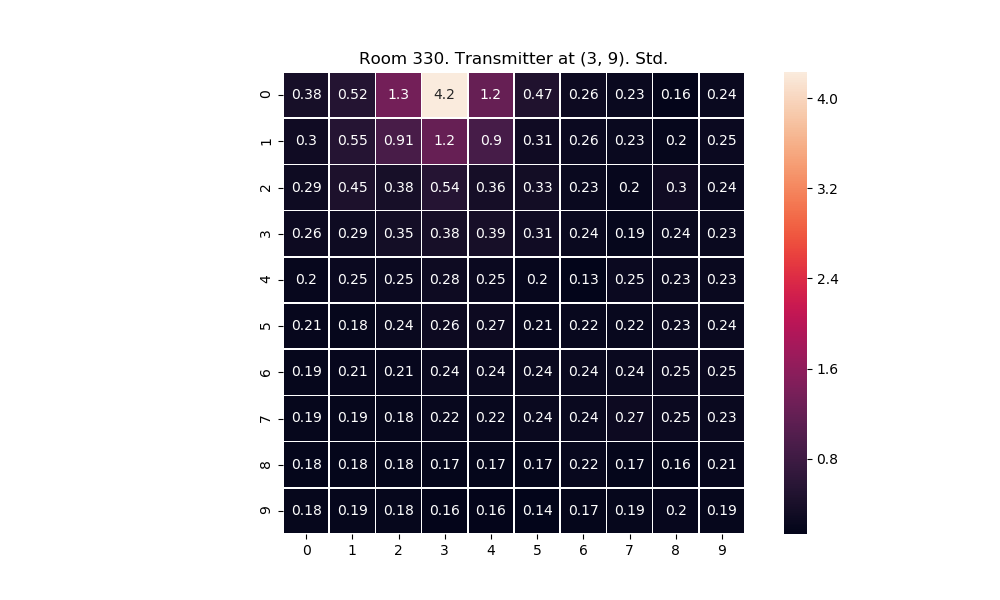 Room 330. Transmitter at (3, 9). Std.
0 0.38 0.52 1.3 4.2 1.2 0.47 0.26 0.23 0.16 0.24
1 0.3 0.55 0.91 1.2 0.9 0.31 0.26 0.23 0.2 0.25
2 0.29 0.45 0.38 0.54 0.36 0.33 0.23 0.2 0.3 0.24
3 0.26 0.29 0.35 0.38 0.39 0.31 0.24 0.19 0.24 0.23
4 0.2 0.25 0.25 0.28 0.25 0.2 0.13 0.25 0.23 0.23
5 0.21 0.18 0.24 0.26 0.27 0.21 0.22 0.22 0.23 0.24
6 0.19 0.21 0.21 0.24 0.24 0.24 0.24 0.24 0.25 0.25
7 0.19 0.19 0.18 0.22 0.22 0.24 0.24 0.27 0.25 0.23
8 0.18 0.18 0.18 0.17 0.17 0.17 0.22 0.17 0.16 0.21
9 0.18 0.19 0.18 0.16 0.16 0.14 0.17 0.19 0.2 0.19
0 1 2 3 4 5 6 7 8 9
4.0
3.2
2.4
1.6
0.8